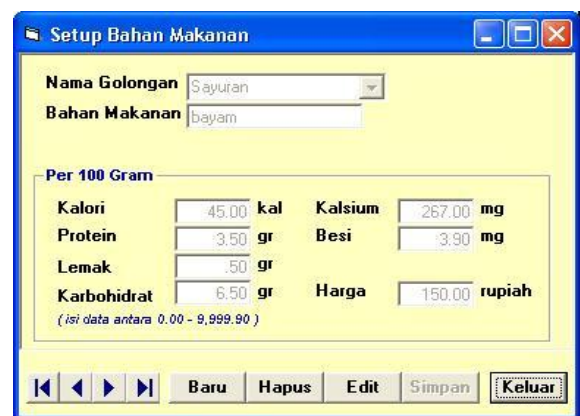 Setup Bahan Makanan
Nama Golongan Sayuran
Bahan Makanan bayam
Per 100 Gram
Kalori 45.00 kal Kalsium 267.00 mg
Protein 3.50 gr Besi 3.90 mg
Lemak .50 gr
Karbohidrat 6.50 gr Harga 150.00 rupiah
( isi data antara 0.00 - 9,999.90 )
Baru Hapus Edit Simpan Keluar